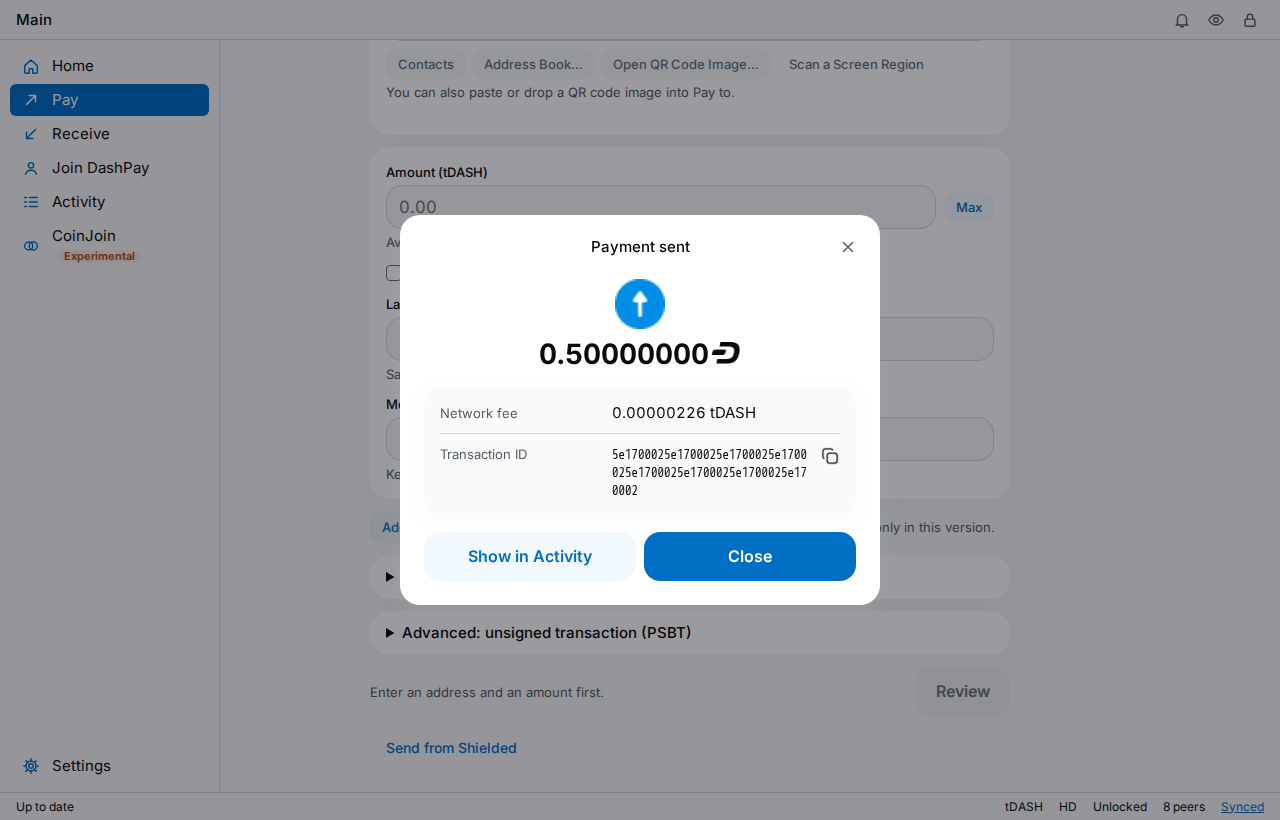 Main
Home
Pay
Receive
Join DashPay
Activity
CoinJoin
Experimental
Settings
Contacts
Address Book...
Open QR Code Image...
Scan a Screen Region
You can also paste or drop a QR code image into Pay to.
Amount (tDASH)
0.00
Max
Payment sent
0.50000000
Network fee
0.00000226 tDASH
Transaction ID
5e1700025e1700025e1700025e1700
025e1700025e1700025e1700025e17
0002
Show in Activity
Close
only in this version.
Advanced: unsigned transaction (PSBT)
Enter an address and an amount first.
Review
Send from Shielded
Up to date
tDASH
HD
Unlocked
8 peers
Synced